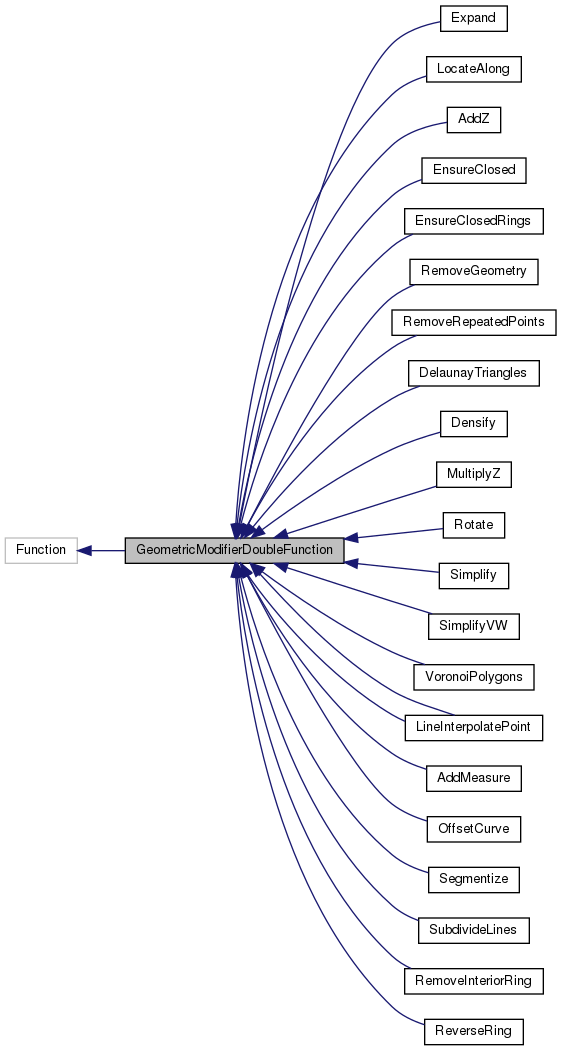 Expand
LocateAlong
AddZ
EnsureClosed
EnsureClosedRings
RemoveGeometry
RemoveRepeatedPoints
DelaunayTriangles
Densify
MultiplyZ
Rotate
Function
GeometricModifierDoubleFunction
Simplify
SimplifyVW
VoronoiPolygons
LineInterpolatePoint
AddMeasure
OffsetCurve
Segmentize
SubdivideLines
RemoveInteriorRing
ReverseRing